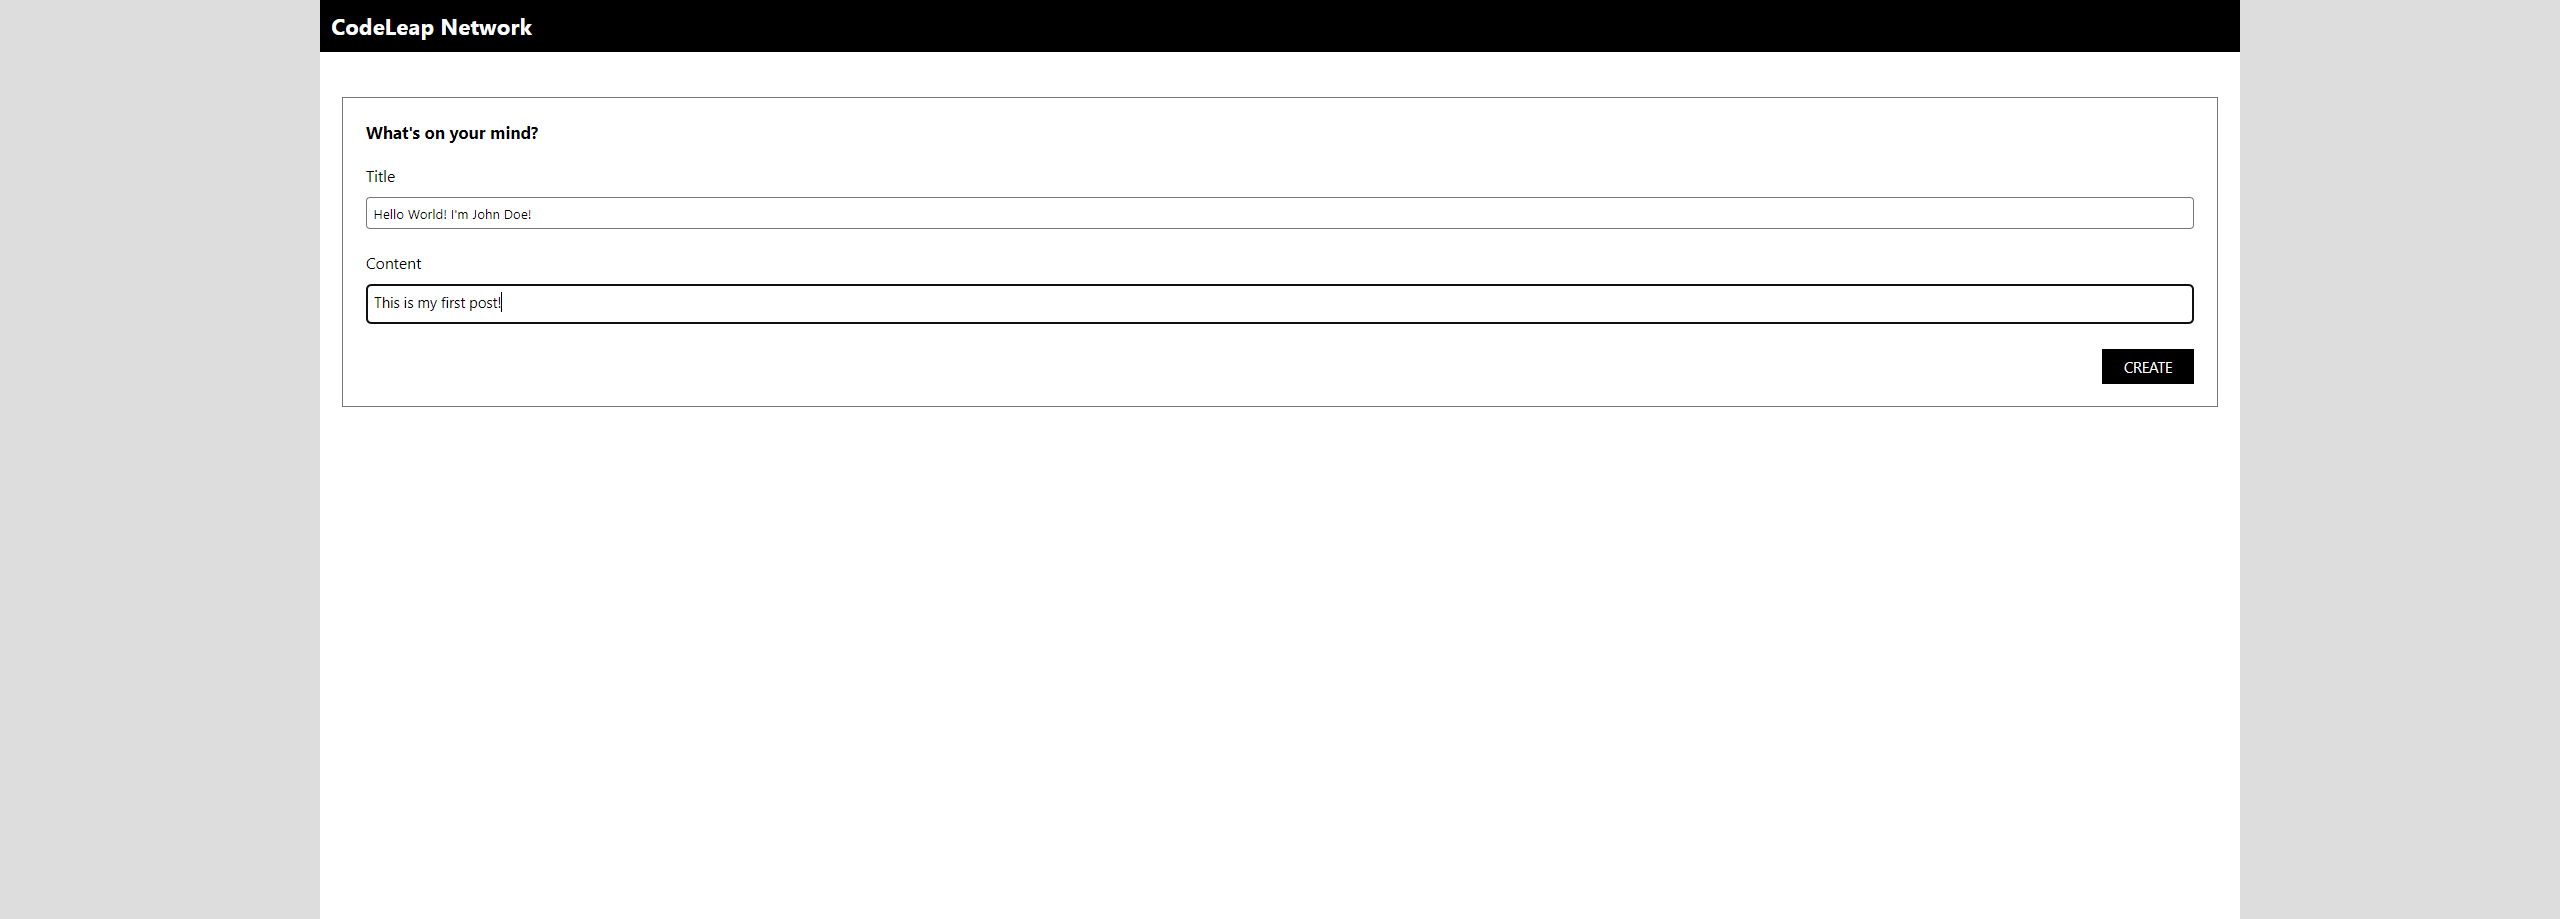 CodeLeap Network
What's on your mind?
Title
Hello World! I'm John Doe!
Content
This is my first post!
CREATE